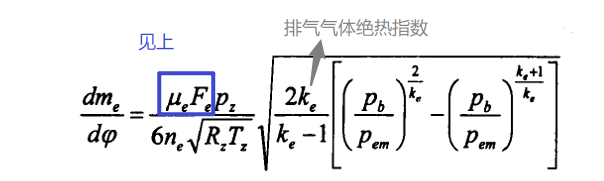 见上
排气气体绝热指数
dm_e/dφ = μ_e F_e p_z / (6n_e √(R_z T_z)) √( 2k_e/(k_e−1) [ (p_b/p_em)^(2/k_e) − (p_b/p_em)^((k_e+1)/k_e) ] )